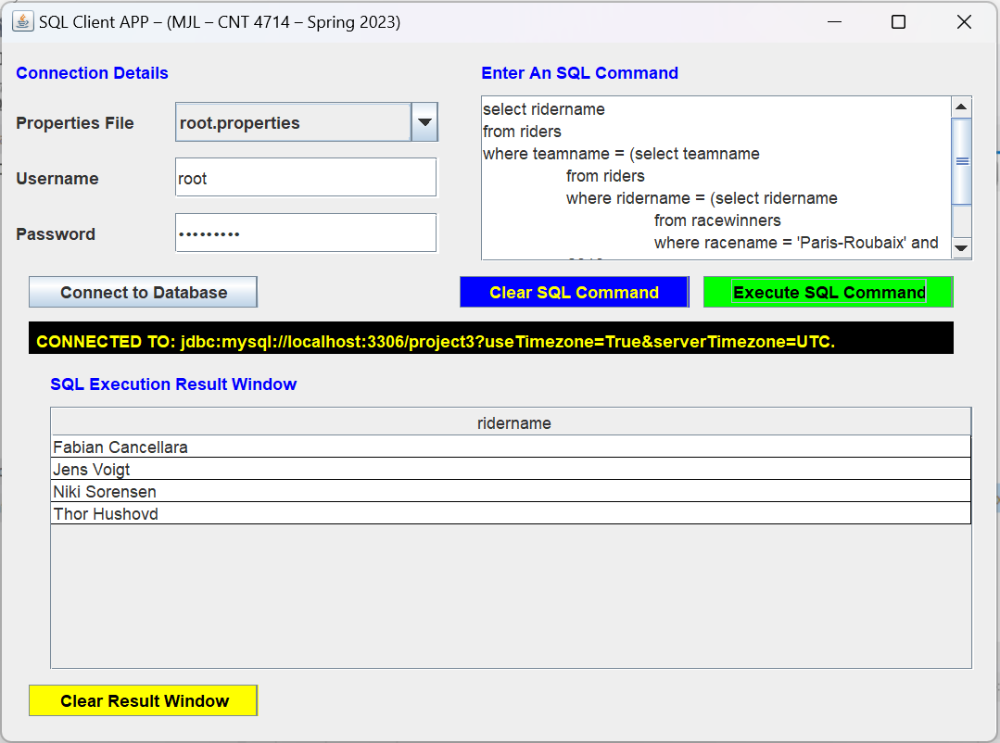 SQL Client APP – (MJL – CNT 4714 – Spring 2023)
Connection Details
Properties File
root.properties
Username
root
Password
•••••••••
Connect to Database
Enter An SQL Command
select ridername
from riders
where teamname = (select teamname
from riders
where ridername = (select ridername
from racewinners
where racename = 'Paris-Roubaix' and
Clear SQL Command
Execute SQL Command
CONNECTED TO: jdbc:mysql://localhost:3306/project3?useTimezone=True&serverTimezone=UTC.
SQL Execution Result Window
ridername
Fabian Cancellara
Jens Voigt
Niki Sorensen
Thor Hushovd
Clear Result Window